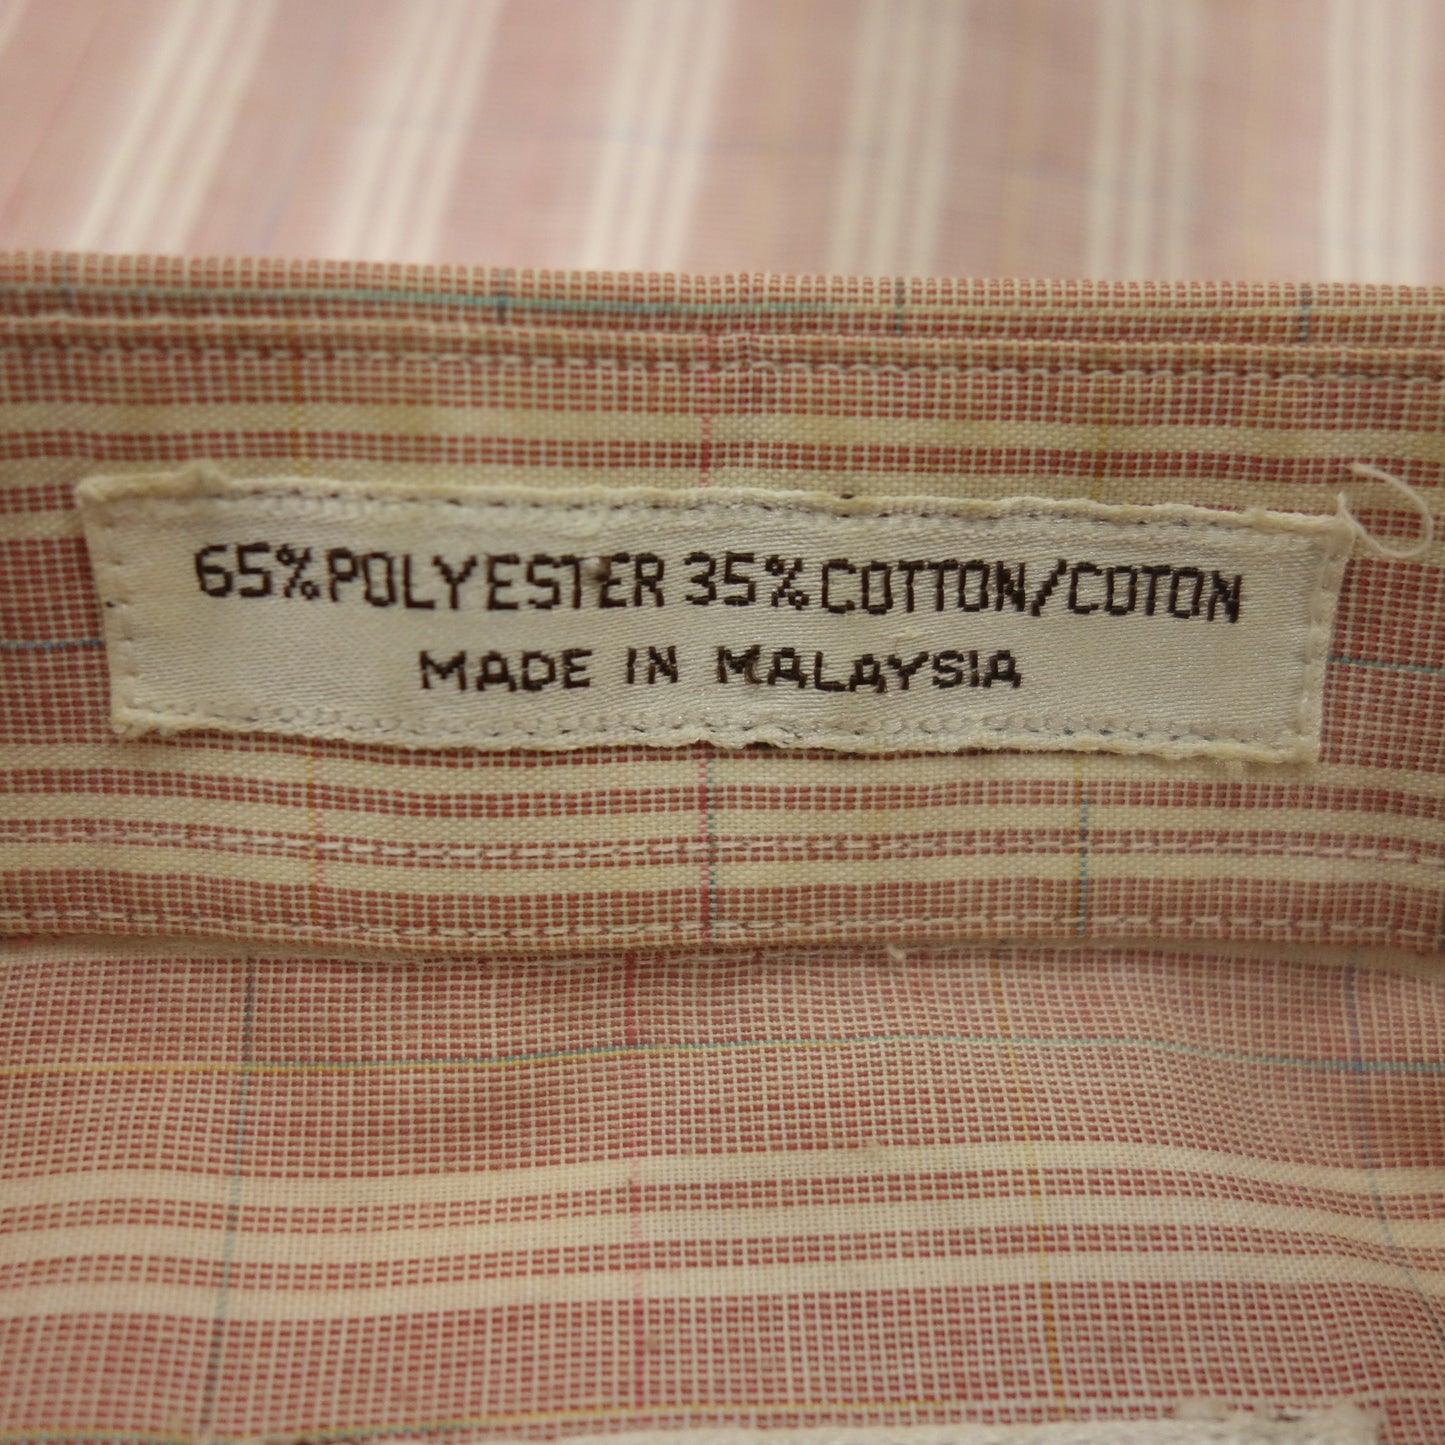 65% POLYESTER 35% COTTON/COTON
MADE IN MALAYSIA